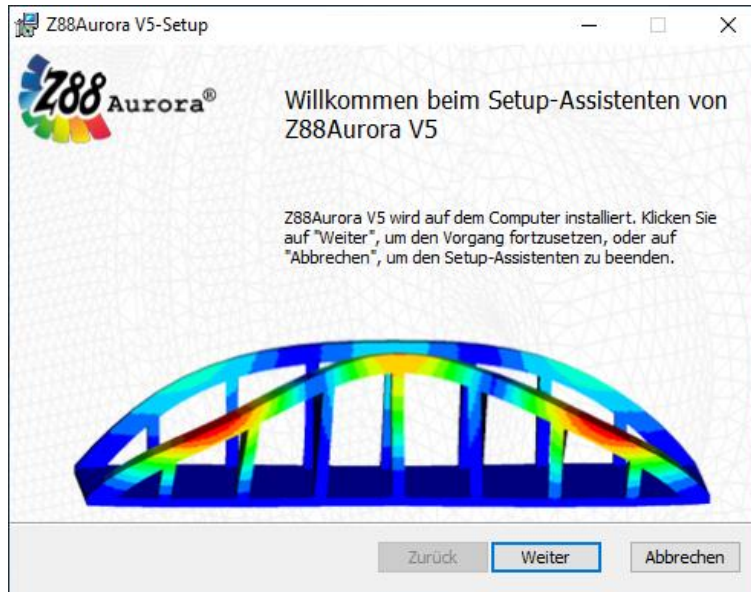 Z88Aurora V5-Setup
Z88 Aurora®
Willkommen beim Setup-Assistenten von
Z88Aurora V5
Z88Aurora V5 wird auf dem Computer installiert. Klicken Sie
auf "Weiter", um den Vorgang fortzusetzen, oder auf
"Abbrechen", um den Setup-Assistenten zu beenden.
Zurück Weiter Abbrechen